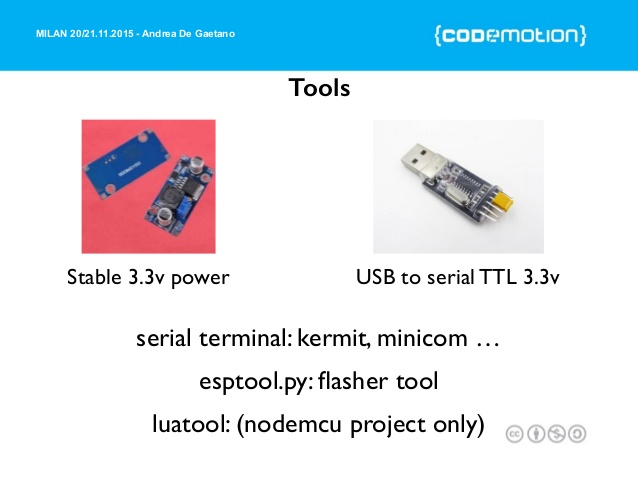 MILAN 20/21.11.2015 - Andrea De Gaetano
{CODEMOTION}
Tools
Stable 3.3v power
USB to serial TTL 3.3v
serial terminal: kermit, minicom …
esptool.py: flasher tool
luatool: (nodemcu project only)
cc